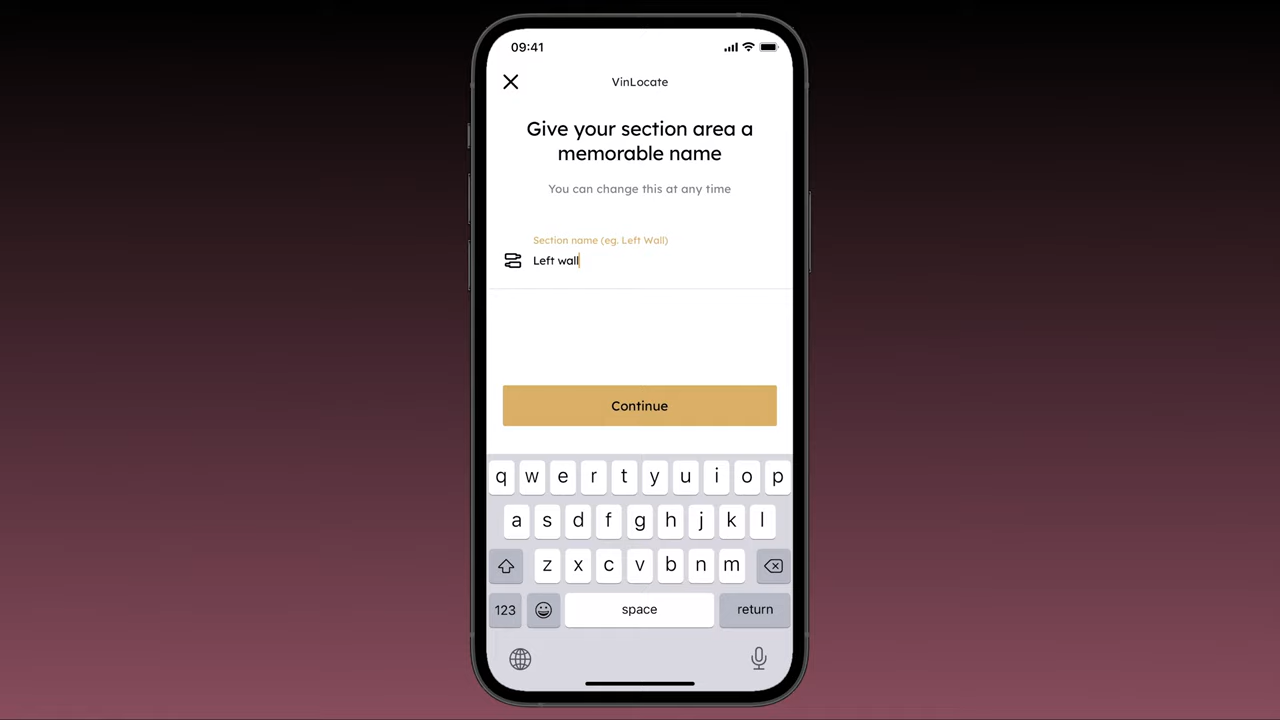 09:41
VinLocate
Give your section area a
memorable name
You can change this at any time
Section name (eg. Left Wall)
Left wall
Continue
q w e r t y u i o p
a s d f g h j k l
z x c v b n m
123 space return